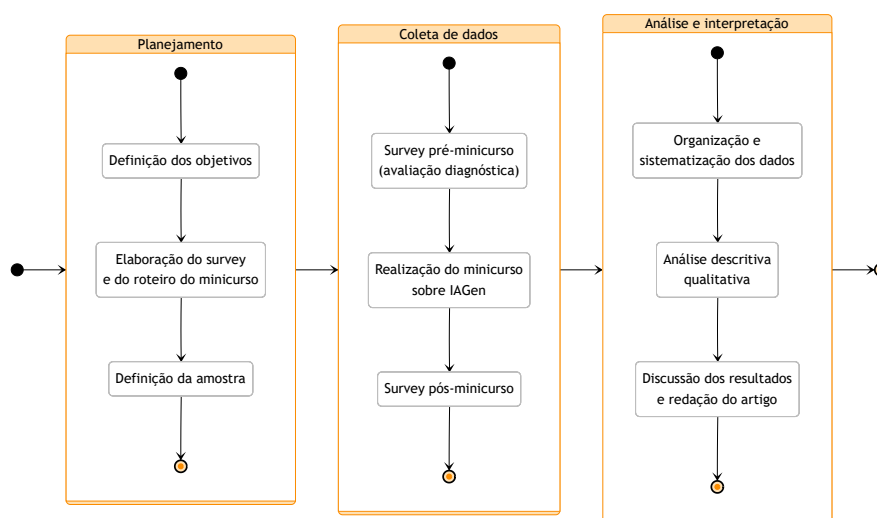 Planejamento
Definição dos objetivos
Elaboração do survey
e do roteiro do minicurso
Definição da amostra
Coleta de dados
Survey pré-minicurso
(avaliação diagnóstica)
Realização do minicurso
sobre IAGen
Survey pós-minicurso
Análise e interpretação
Organização e
sistematização dos dados
Análise descritiva
qualitativa
Discussão dos resultados
e redação do artigo